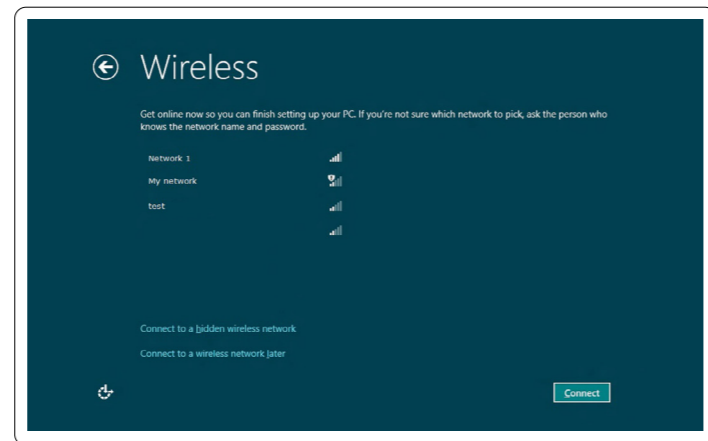 Wireless
Get online now so you can finish setting up your PC. If you're not sure which network to pick, ask the person who
knows the network name and password.
Network 1
My network
test
Connect to a hidden wireless network
Connect to a wireless network later
Connect